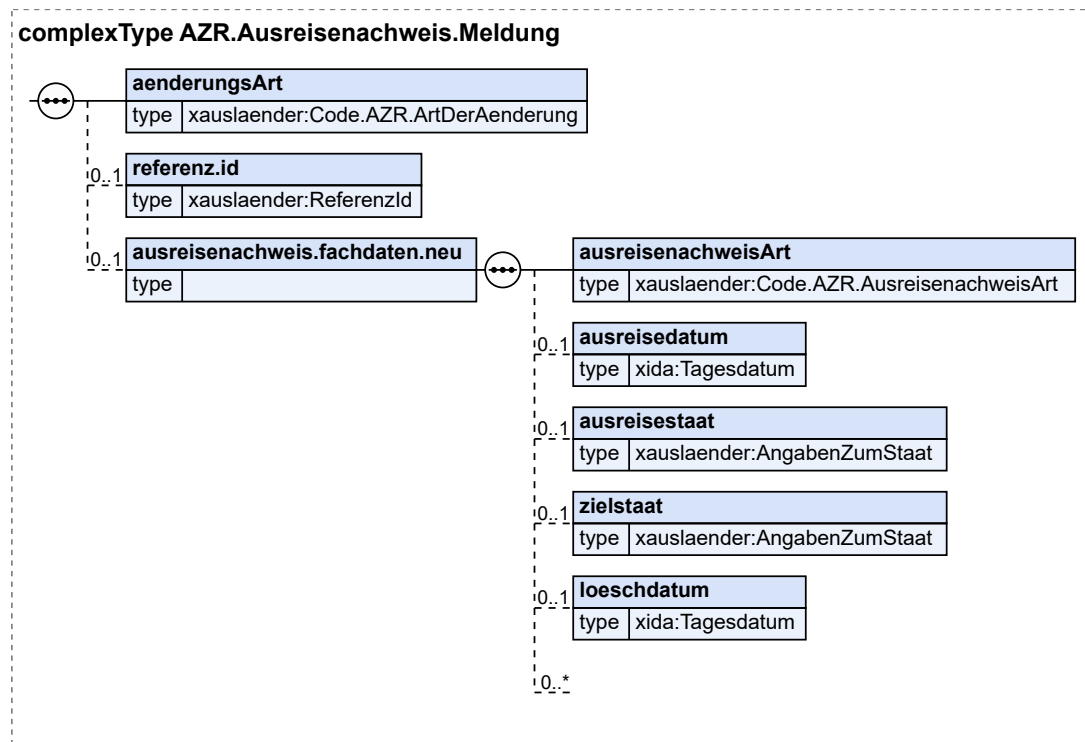 complexType AZR.Ausreisenachweis.Meldung
aenderungsArt
type xauslaender:Code.AZR.ArtDerAenderung
0..1 referenz.id
type xauslaender:ReferenzId
0..1 ausreisenachweis.fachdaten.neu
type
ausreisenachweisArt
type xauslaender:Code.AZR.AusreisenachweisArt
0..1 ausreisedatum
type xida:Tagesdatum
0..1 ausreisestaat
type xauslaender:AngabenZumStaat
0..1 zielstaat
type xauslaender:AngabenZumStaat
0..1 loeschdatum
type xida:Tagesdatum
0..*